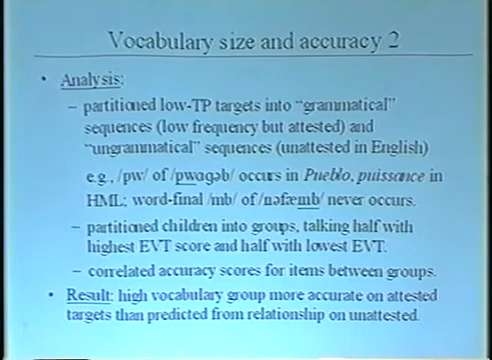 Vocabulary size and accuracy 2
• Analysis:
– partitioned low-TP targets into “grammatical”
sequences (low frequency but attested) and
“ungrammatical” sequences (unattested in English)
e.g., /pw/ of /pwɑgəb/ occurs in Pueblo, puissance in
HML; word-final /mb/ of /nəfæmb/ never occurs.
– partitioned children into groups, talking half with
highest EVT score and half with lowest EVT.
– correlated accuracy scores for items between groups.
• Result: high vocabulary group more accurate on attested
targets than predicted from relationship on unattested.